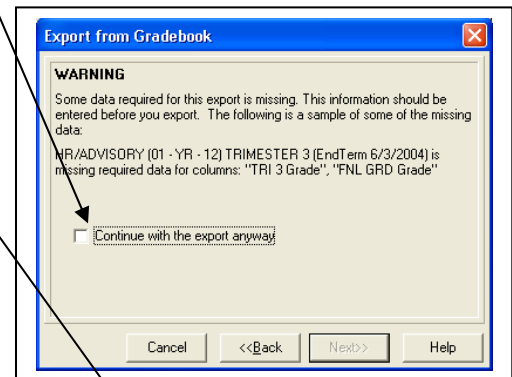 Export from Gradebook
WARNING
Some data required for this export is missing. This information should be
entered before you export. The following is a sample of some of the missing
data:
HR/ADVISORY (01 - YR - 12) TRIMESTER 3 (EndTerm 6/3/2004) is
missing required data for columns: "TRI 3 Grade", "FNL GRD Grade"
Continue with the export anyway
Cancel <<Back Next>> Help